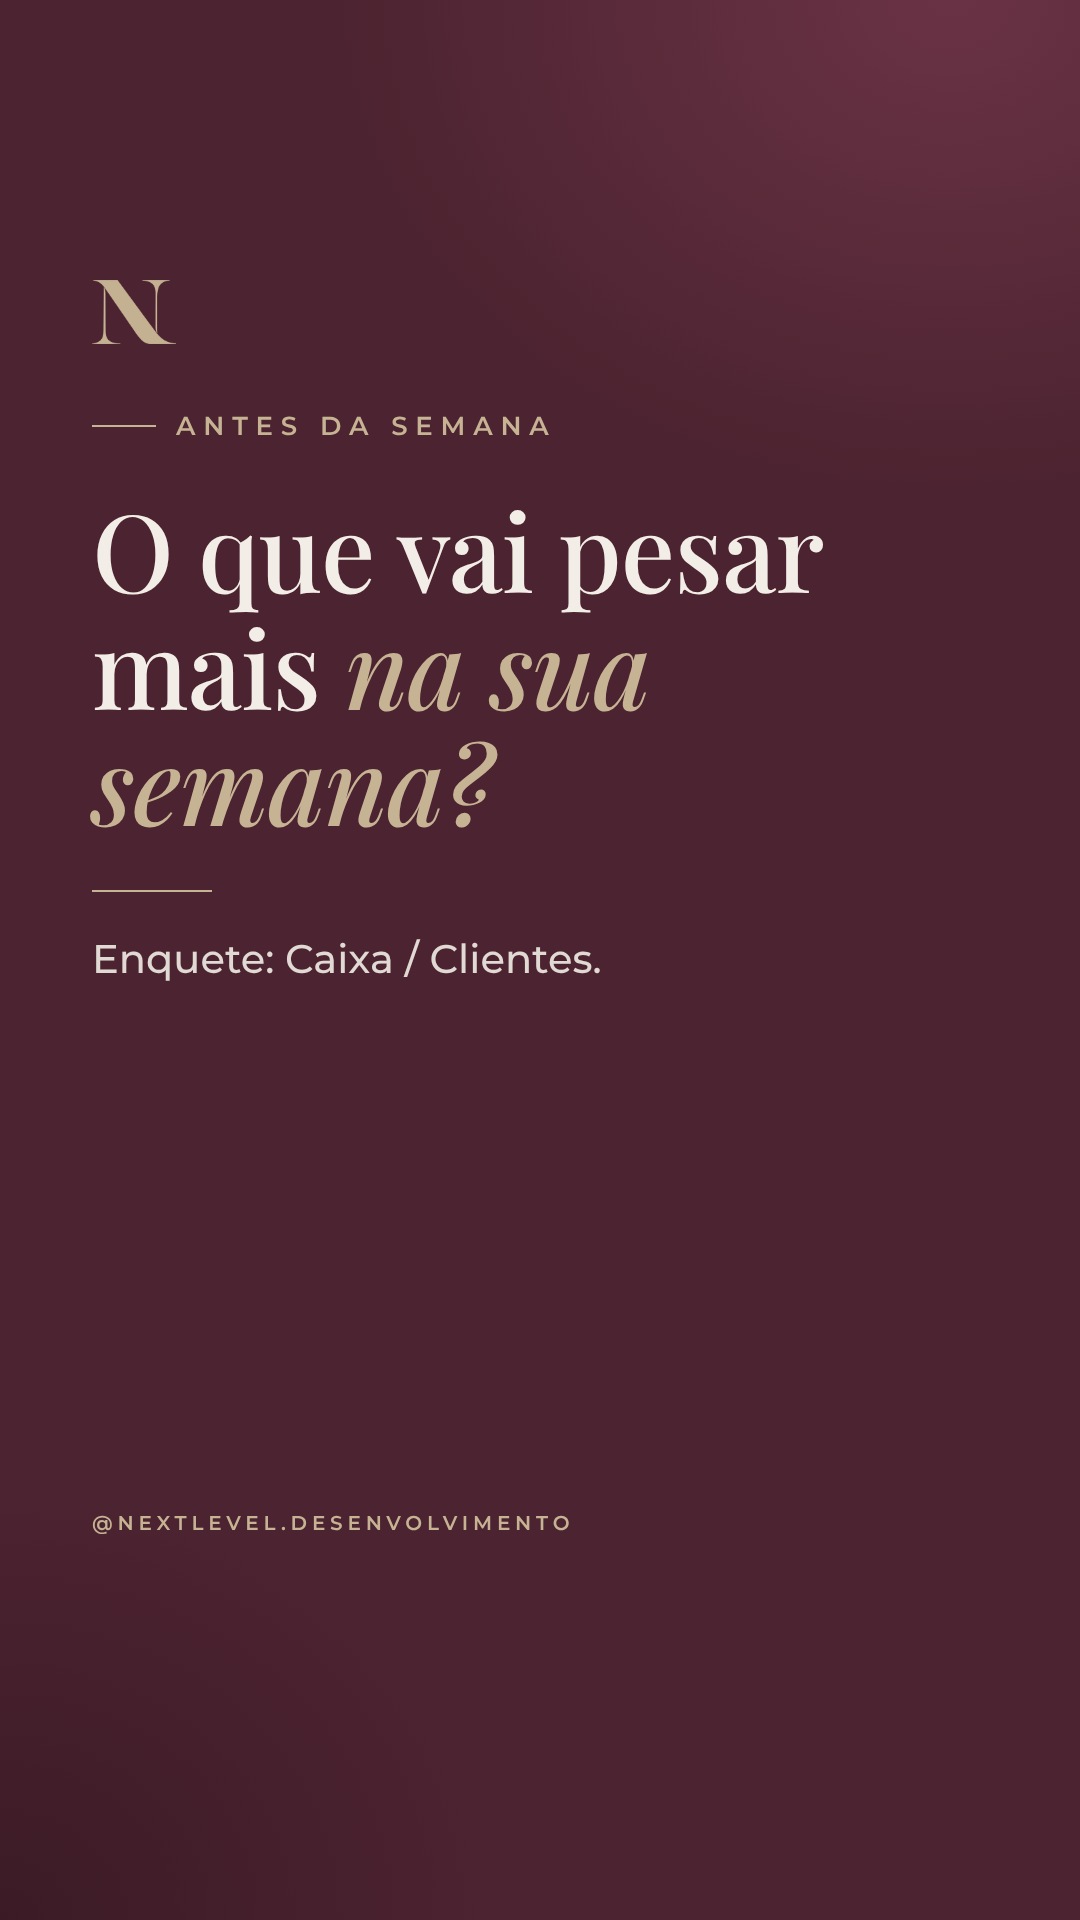 N
ANTES DA SEMANA
O que vai pesar
mais na sua
semana?
Enquete: Caixa / Clientes.
@NEXTLEVEL.DESENVOLVIMENTO